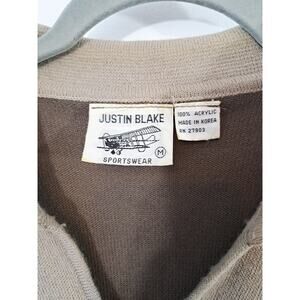 JUSTIN BLAKE
SPORTSWEAR
M
100% ACRYLIC
MADE IN KOREA
RN 27903